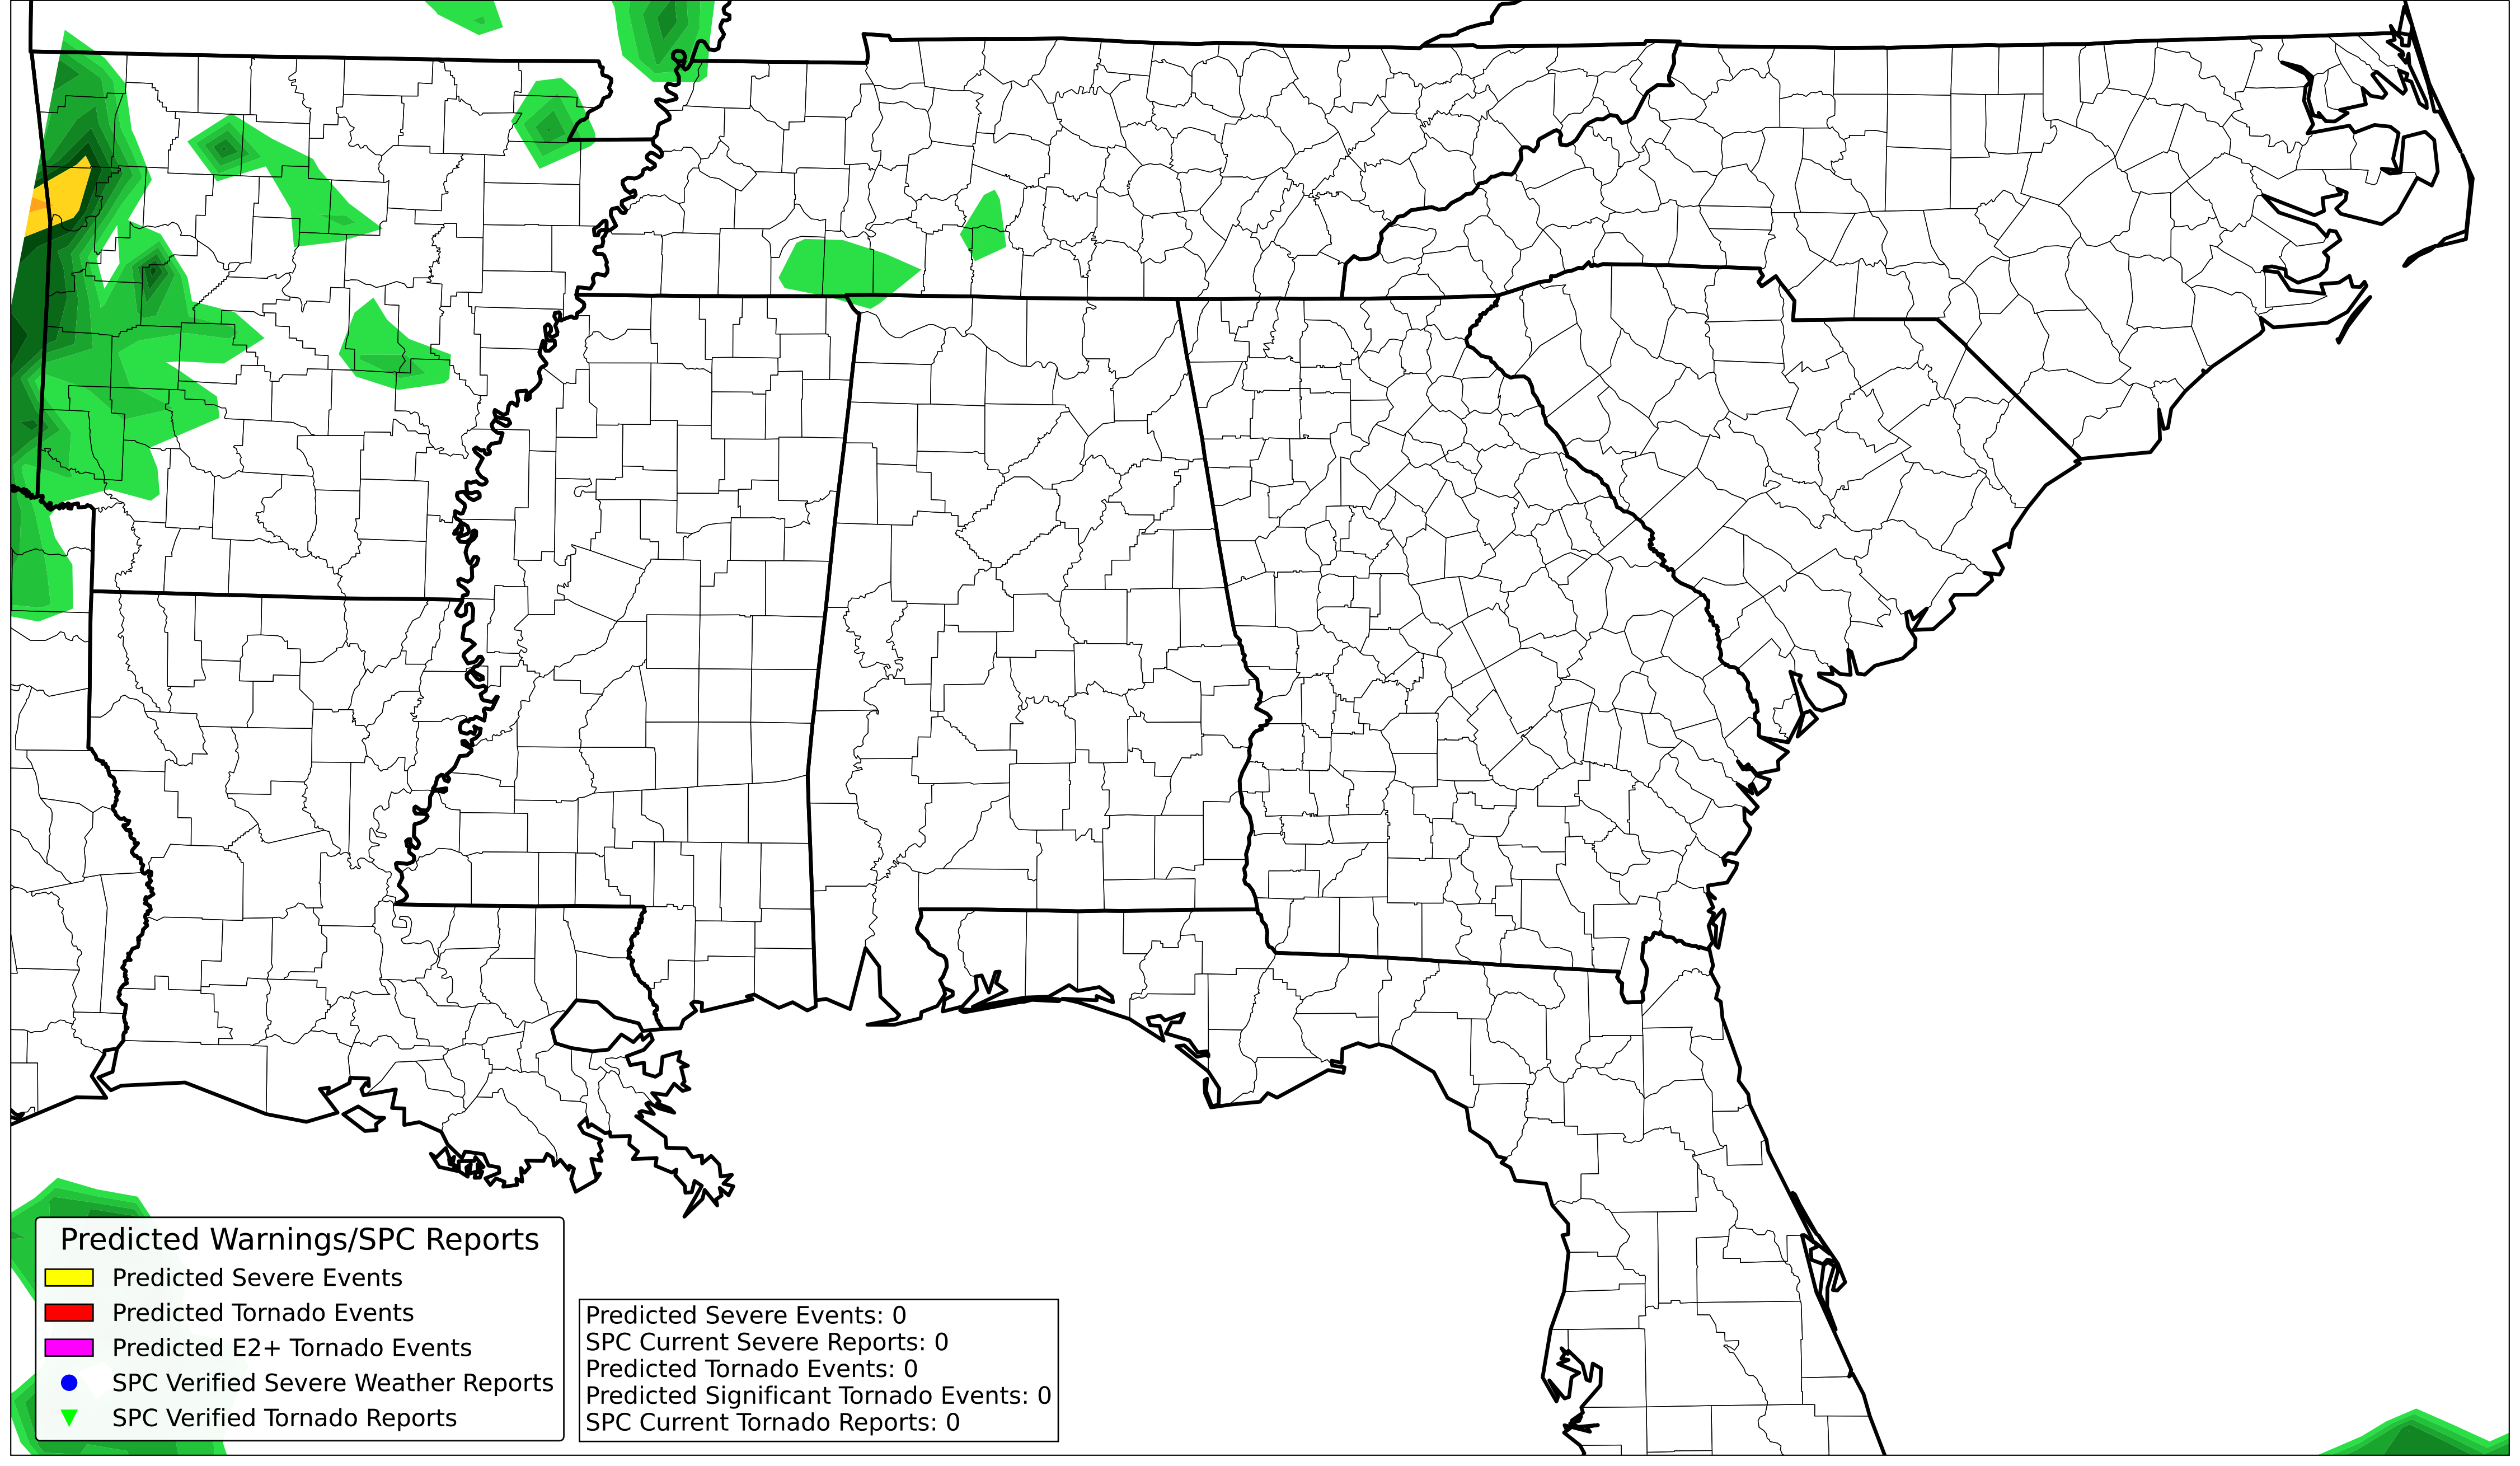 Predicted Warnings/SPC Reports
Predicted Severe Events
Predicted Tornado Events
Predicted E2+ Tornado Events
SPC Verified Severe Weather Reports
SPC Verified Tornado Reports
Predicted Severe Events: 0
SPC Current Severe Reports: 0
Predicted Tornado Events: 0
Predicted Significant Tornado Events: 0
SPC Current Tornado Reports: 0